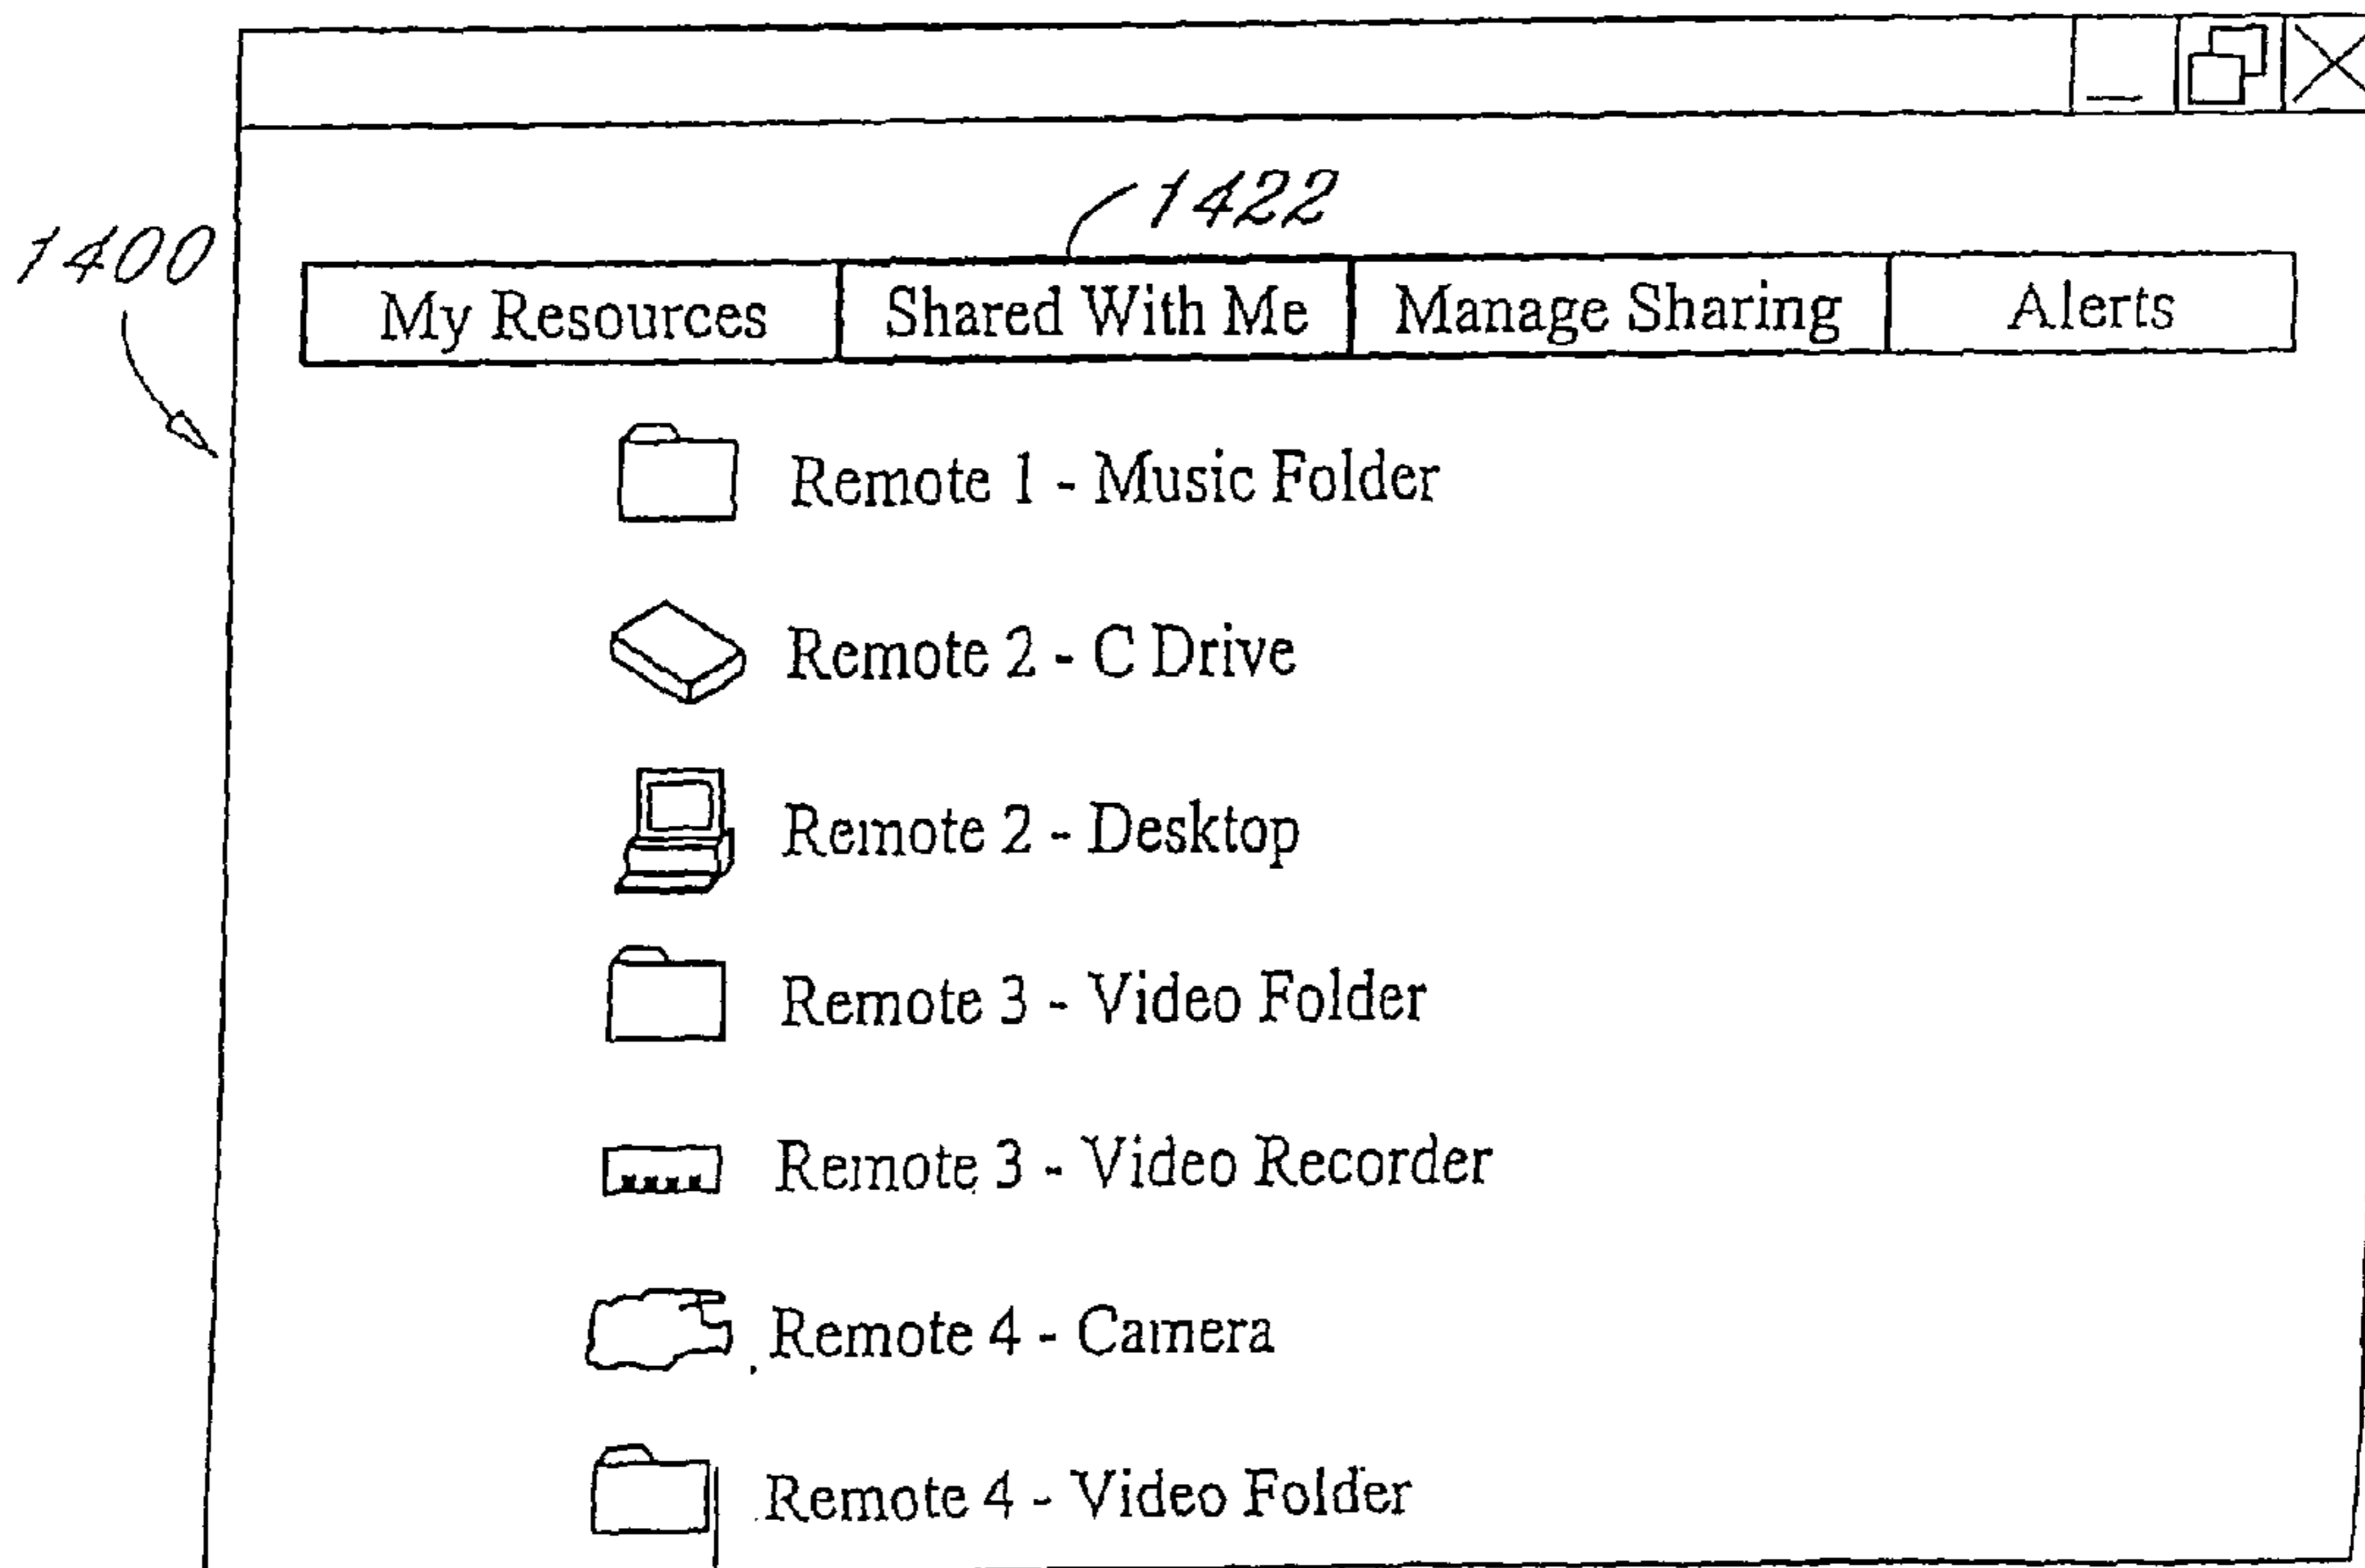 1422
1400
My Resources Shared With Me Manage Sharing Alerts
Remote 1 - Music Folder
Remote 2 - C Drive
Remote 2 - Desktop
Remote 3 - Video Folder
Remote 3 - Video Recorder
Remote 4 - Camera
Remote 4 - Video Folder